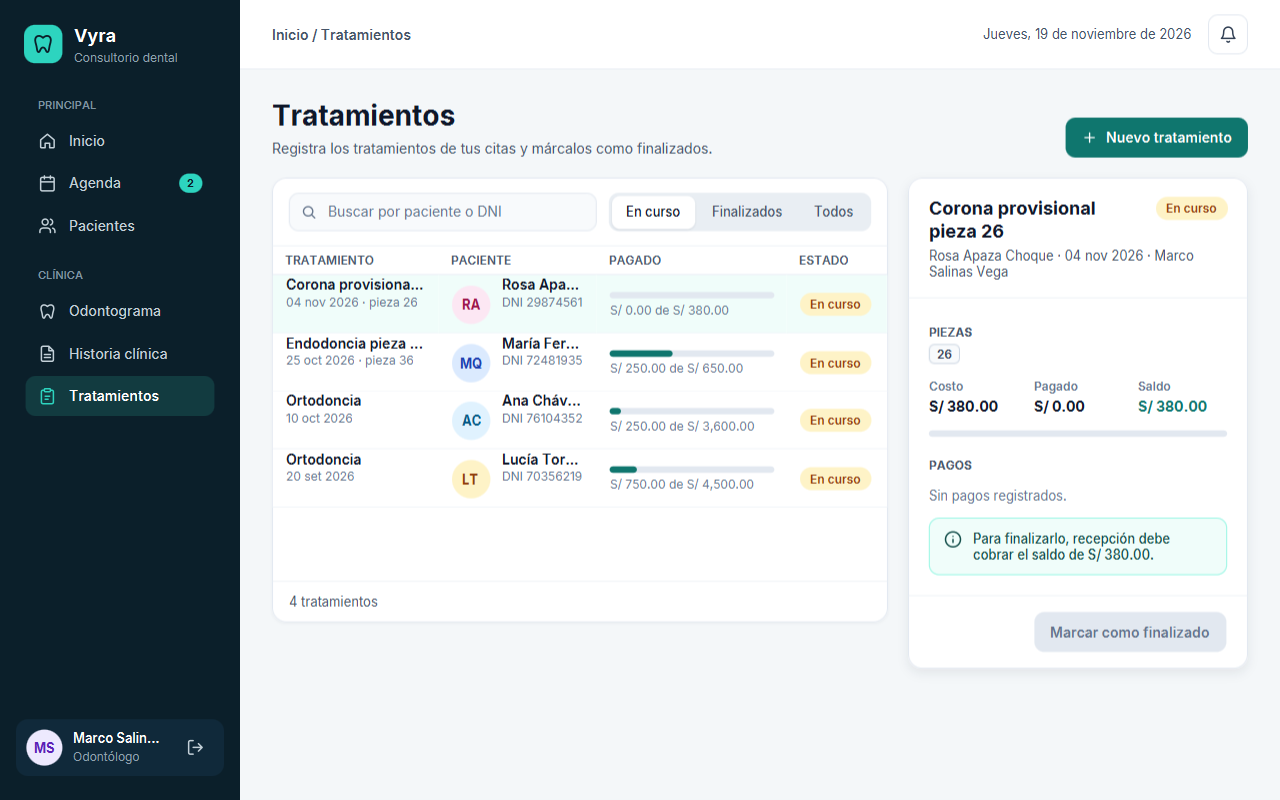 Vyra
Consultorio dental
PRINCIPAL
Inicio
Agenda
2
Pacientes
CLÍNICA
Odontograma
Historia clínica
Tratamientos
MS
Marco Salin...
Odontólogo
Inicio / Tratamientos
Jueves, 19 de noviembre de 2026
Tratamientos
Registra los tratamientos de tus citas y márcalos como finalizados.
Nuevo tratamiento
Buscar por paciente o DNI
En curso
Finalizados
Todos
TRATAMIENTO PACIENTE PAGADO ESTADO
Corona provisiona...
04 nov 2026 · pieza 26
RA
Rosa Apa...
DNI 29874561
S/ 0.00 de S/ 380.00
En curso
Endodoncia pieza ...
25 oct 2026 · pieza 36
MQ
María Fer...
DNI 72481935
S/ 250.00 de S/ 650.00
En curso
Ortodoncia
10 oct 2026
AC
Ana Cháv...
DNI 76104352
S/ 250.00 de S/ 3,600.00
En curso
Ortodoncia
20 set 2026
LT
Lucía Tor...
DNI 70356219
S/ 750.00 de S/ 4,500.00
En curso
4 tratamientos
Corona provisional
pieza 26
En curso
Rosa Apaza Choque · 04 nov 2026 · Marco
Salinas Vega
PIEZAS
26
Costo Pagado Saldo
S/ 380.00 S/ 0.00 S/ 380.00
PAGOS
Sin pagos registrados.
Para finalizarlo, recepción debe
cobrar el saldo de S/ 380.00.
Marcar como finalizado